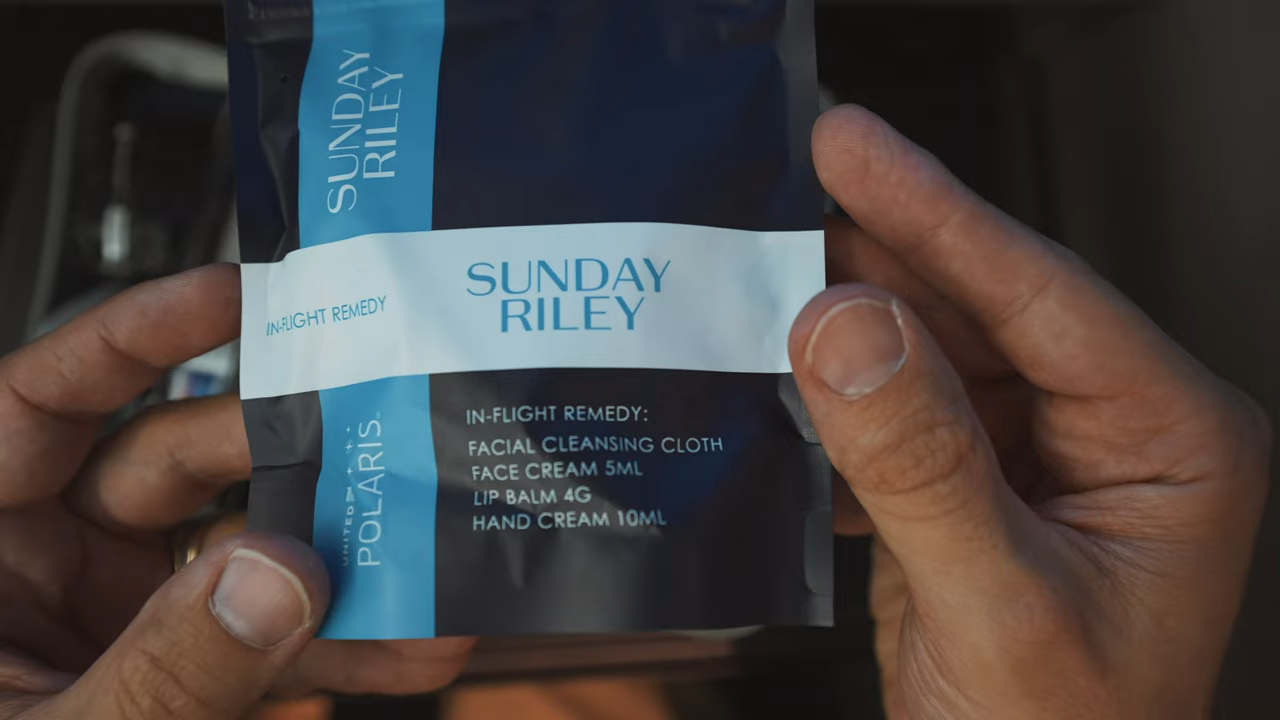 SUNDAY
RILEY
IN-FLIGHT REMEDY
SUNDAY
RILEY
UNITED
POLARIS
IN-FLIGHT REMEDY:
FACIAL CLEANSING CLOTH
FACE CREAM 5ML
LIP BALM 4G
HAND CREAM 10ML